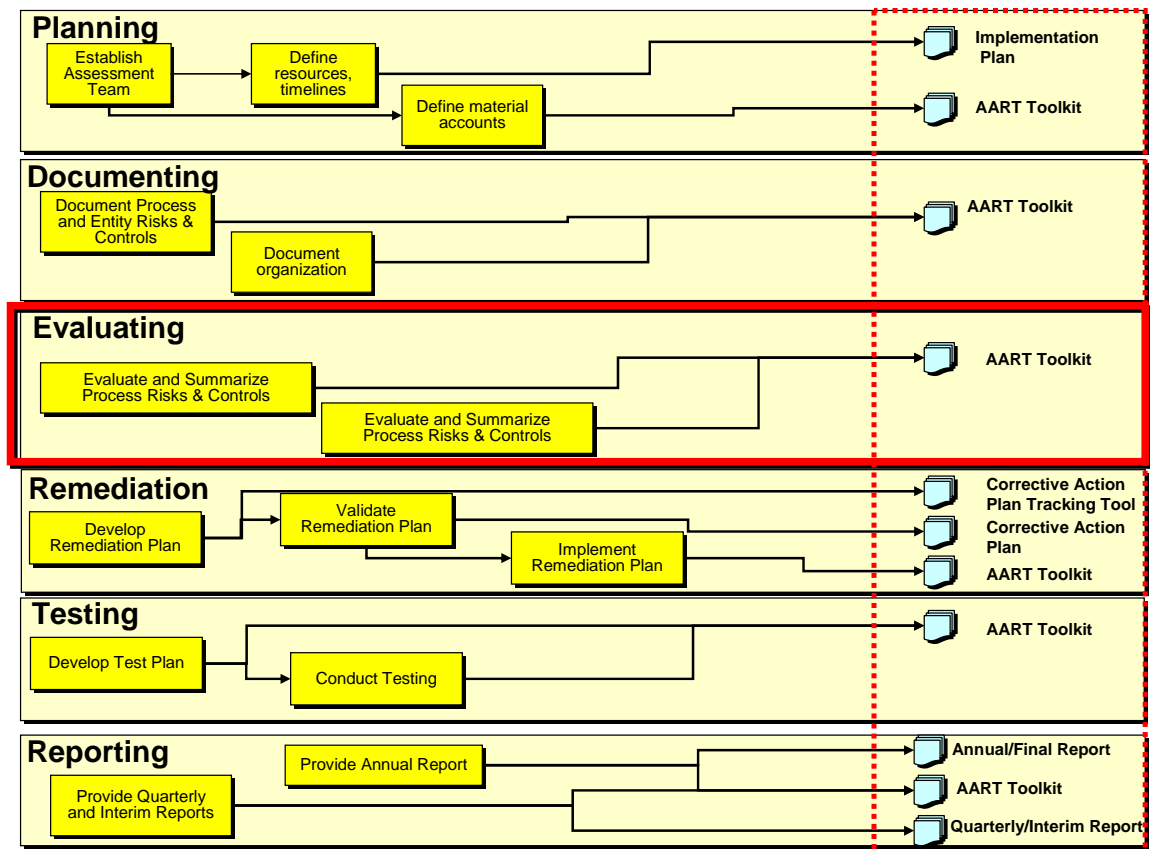 Planning
Establish
Assessment
Team
Define
resources,
timelines
Define material
accounts
Implementation
Plan
AART Toolkit
Documenting
Document Process
and Entity Risks &
Controls
Document
organization
AART Toolkit
Evaluating
Evaluate and Summarize
Process Risks & Controls
Evaluate and Summarize
Process Risks & Controls
AART Toolkit
Remediation
Develop
Remediation Plan
Validate
Remediation Plan
Implement
Remediation Plan
Corrective Action
Plan Tracking Tool
Corrective Action
Plan
AART Toolkit
Testing
Develop Test Plan
Conduct Testing
AART Toolkit
Reporting
Provide Annual Report
Provide Quarterly
and Interim Reports
Annual/Final Report
AART Toolkit
Quarterly/Interim Report